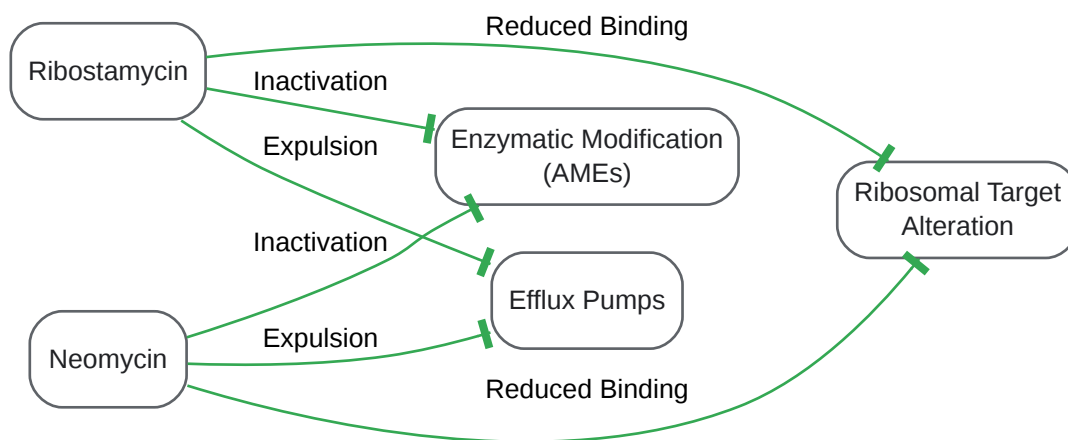 Reduced Binding
Ribostamycin
Inactivation
Expulsion
Enzymatic Modification
(AMEs)
Ribosomal Target
Alteration
Inactivation
Efflux Pumps
Expulsion
Neomycin
Reduced Binding